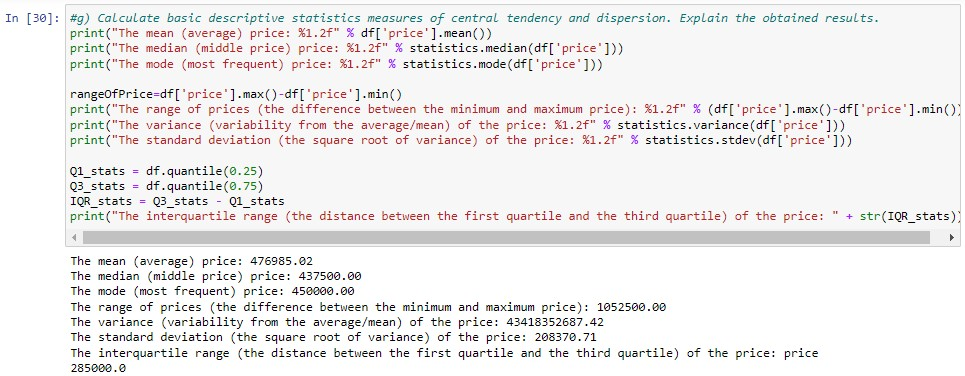 In [30]: #g) Calculate basic descriptive statistics measures of central tendency and dispersion. Explain the obtained results.
print("The mean (average) price: %1.2f" % df['price'].mean())
print("The median (middle price) price: %1.2f" % statistics.median(df['price']))
print("The mode (most frequent) price: %1.2f" % statistics.mode(df['price']))
rangeOfPrice=df['price'].max()-df['price'].min()
print("The range of prices (the difference between the minimum and maximum price): %1.2f" % (df['price'].max()-df['price'].min())
print("The variance (variability from the average/mean) of the price: %1.2f" % statistics.variance(df['price']))
print("The standard deviation (the square root of variance) of the price: %1.2f" % statistics.stdev(df['price']))
Q1_stats = df.quantile(0.25)
Q3_stats = df.quantile(0.75)
IQR_stats = Q3_stats - Q1_stats
print("The interquartile range (the distance between the first quartile and the third quartile) of the price: " + str(IQR_stats))
The mean (average) price: 476985.02
The median (middle price) price: 437500.00
The mode (most frequent) price: 450000.00
The range of prices (the difference between the minimum and maximum price): 1052500.00
The variance (variability from the average/mean) of the price: 43418352687.42
The standard deviation (the square root of variance) of the price: 208370.71
The interquartile range (the distance between the first quartile and the third quartile) of the price: price
285000.0